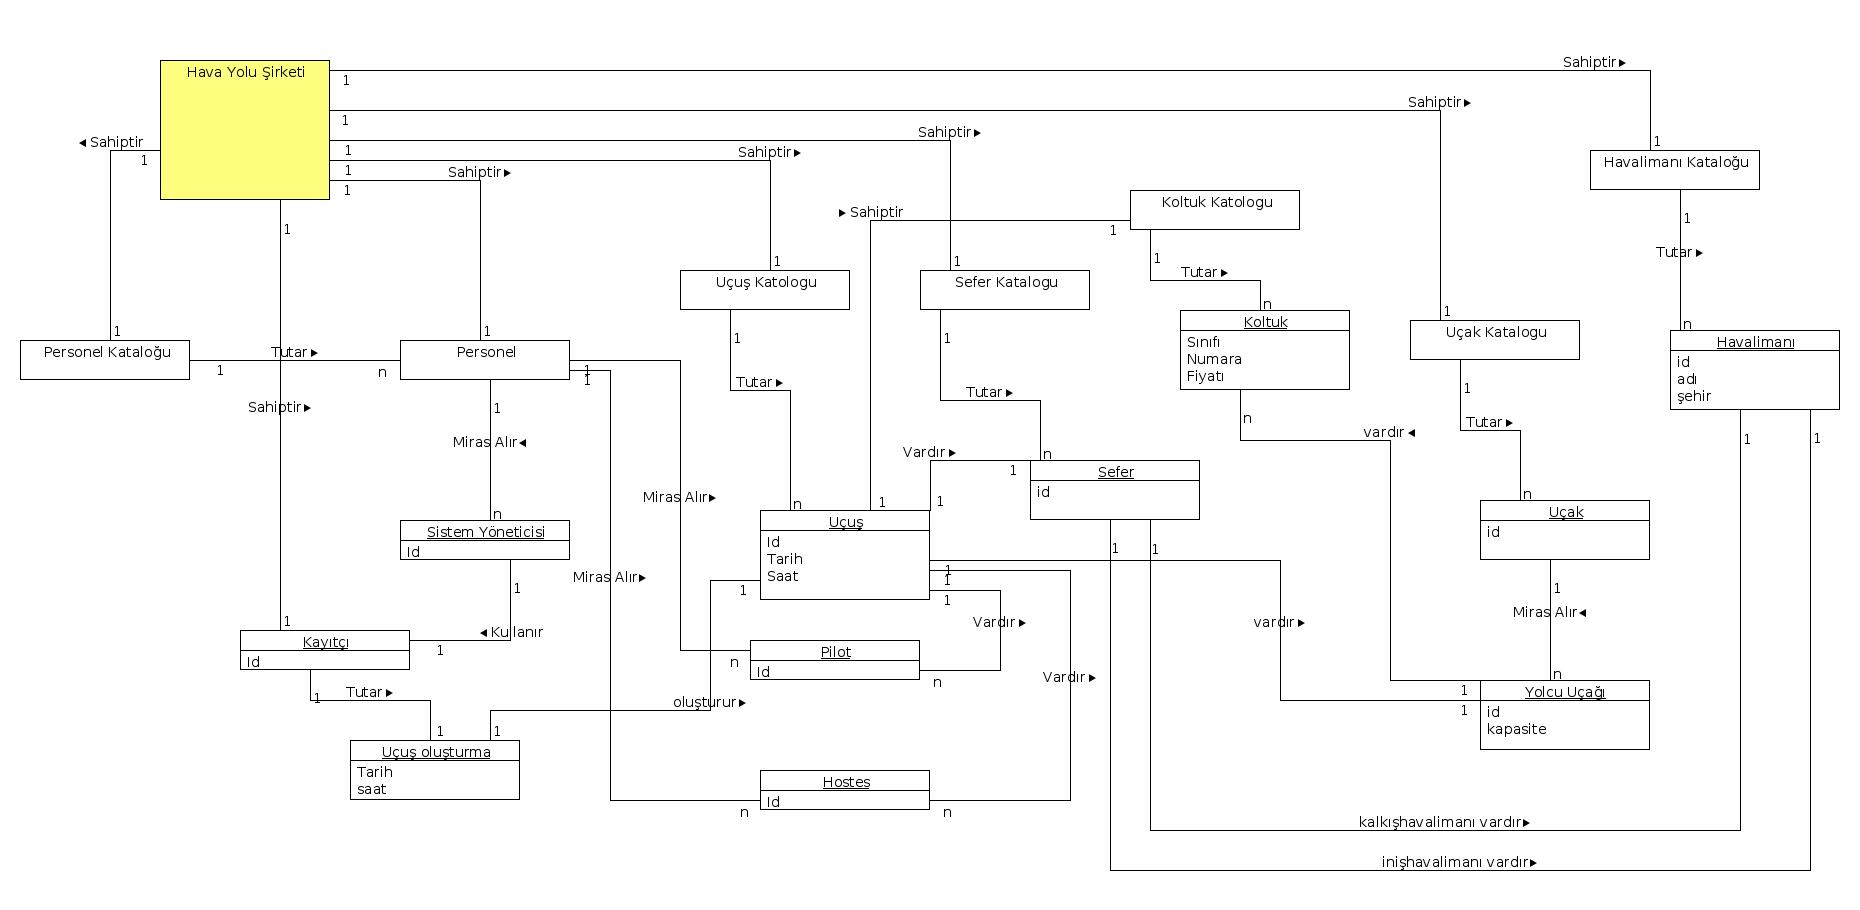 Hava Yolu Şirketi
1
Sahiptir
1
Sahiptir
1
Sahiptir
1
Sahiptir
1
Sahiptir
1
Sahiptir
1
1
1
Havalimanı Kataloğu
1
Tutar
n
Koltuk Katologu
Sahiptir
1
1
Tutar
n
1
Uçuş Katologu
1
Tutar
n
1
Sefer Katalogu
1
Tutar
n
Koltuk
Sınıfı
Numara
Fiyatı
n
vardır
1
Uçak Katalogu
1
Tutar
n
Havalimanı
id
adı
şehir
1
1
1
Personel Kataloğu
1
Tutar
n
1
Personel
1
1
1
Sahiptir
Miras Alır
n
Miras Alır
Miras Alır
Vardır
1
1
1
Sefer
id
1
1
Uçak
id
1
Miras Alır
n
Sistem Yöneticisi
Id
1
Kullanır
1
Uçuş
Id
Tarih
Saat
1
1
1
1
Vardır
vardır
Vardır
1
Kayıtçı
Id
1
Tutar
1
1
oluşturur
Pilot
Id
n
n
1
1
Yolcu Uçağı
id
kapasite
Uçuş oluşturma
Tarih
saat
Hostes
Id
n
n
kalkışhavalimanı vardır
inişhavalimanı vardır